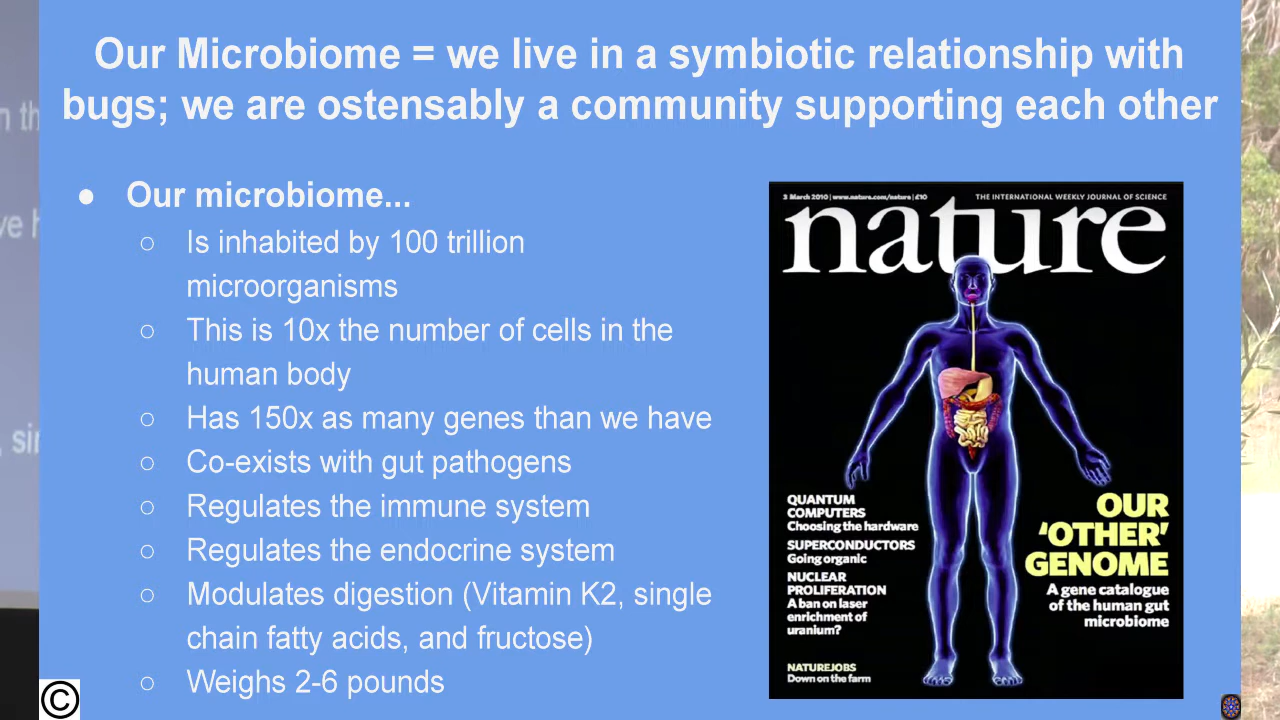 Our Microbiome = we live in a symbiotic relationship with
bugs; we are ostensably a community supporting each other
● Our microbiome...
○ Is inhabited by 100 trillion
microorganisms
○ This is 10x the number of cells in the
human body
○ Has 150x as many genes than we have
○ Co-exists with gut pathogens
○ Regulates the immune system
○ Regulates the endocrine system
○ Modulates digestion (Vitamin K2, single
chain fatty acids, and fructose)
○ Weighs 2-6 pounds
3 March 2010 | www.nature.com/nature | £10
THE INTERNATIONAL WEEKLY JOURNAL OF SCIENCE
nature
QUANTUM
COMPUTERS
Choosing the hardware
SUPERCONDUCTORS
Going organic
NUCLEAR
PROLIFERATION
A ban on laser
enrichment of
uranium?
NATUREJOBS
Down on the farm
OUR
'OTHER'
GENOME
A gene catalogue
of the human gut
microbiome
©